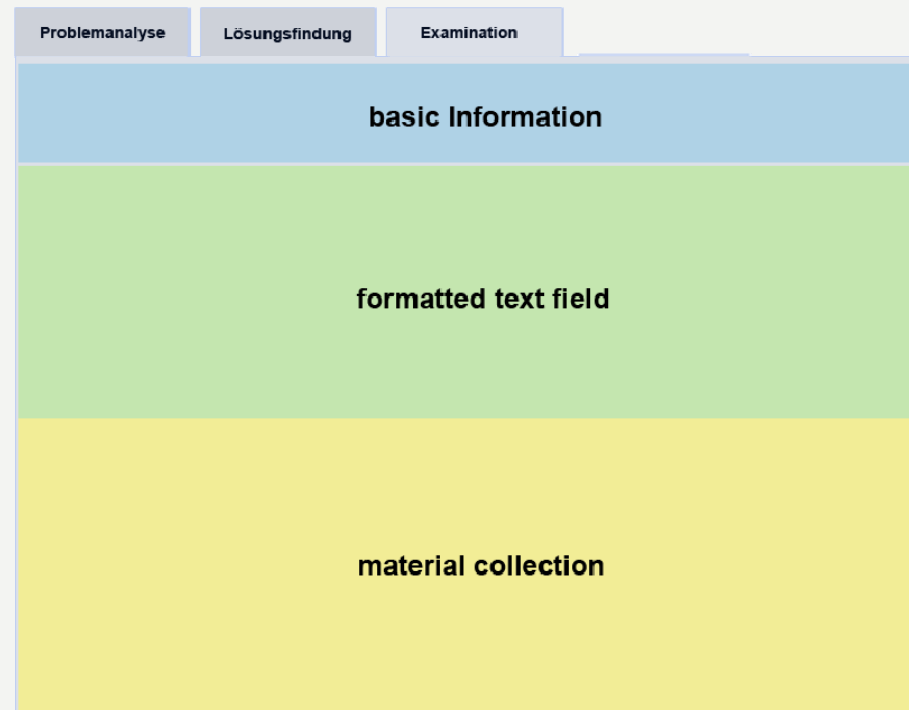 Problemanalyse Lösungsfindung Examination
basic Information
formatted text field
material collection